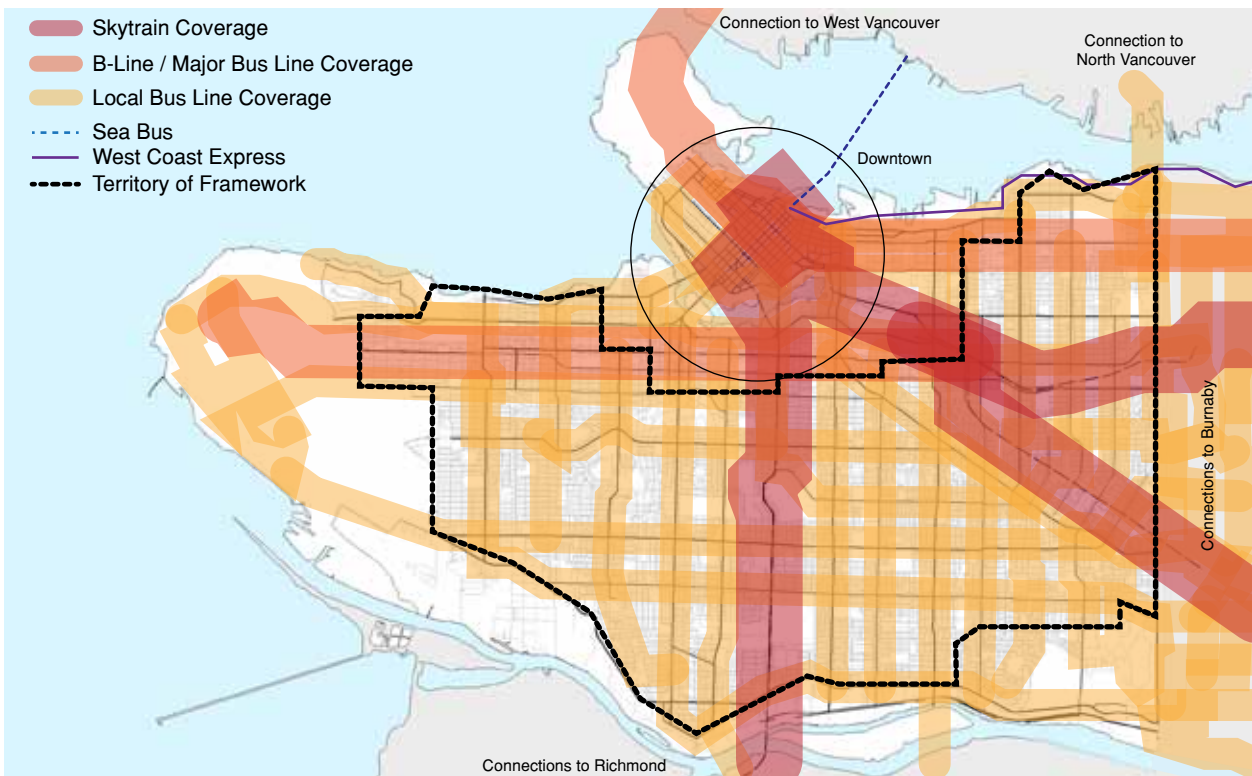 Skytrain Coverage
B-Line / Major Bus Line Coverage
Local Bus Line Coverage
Sea Bus
West Coast Express
Territory of Framework
Connection to West Vancouver
Connection to
North Vancouver
Downtown
Connections to Burnaby
Connections to Richmond